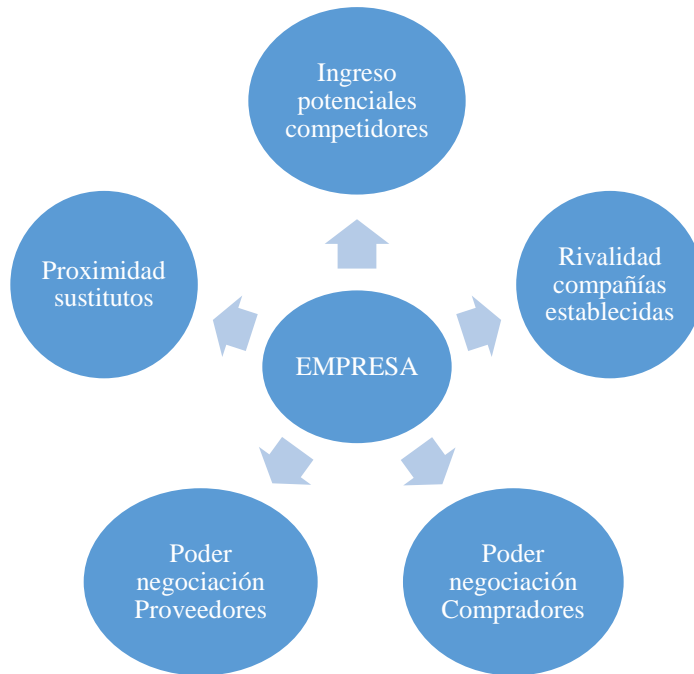 Ingreso
potenciales
competidores
Proximidad
sustitutos
Rivalidad
compañías
establecidas
EMPRESA
Poder
negociación
Proveedores
Poder
negociación
Compradores